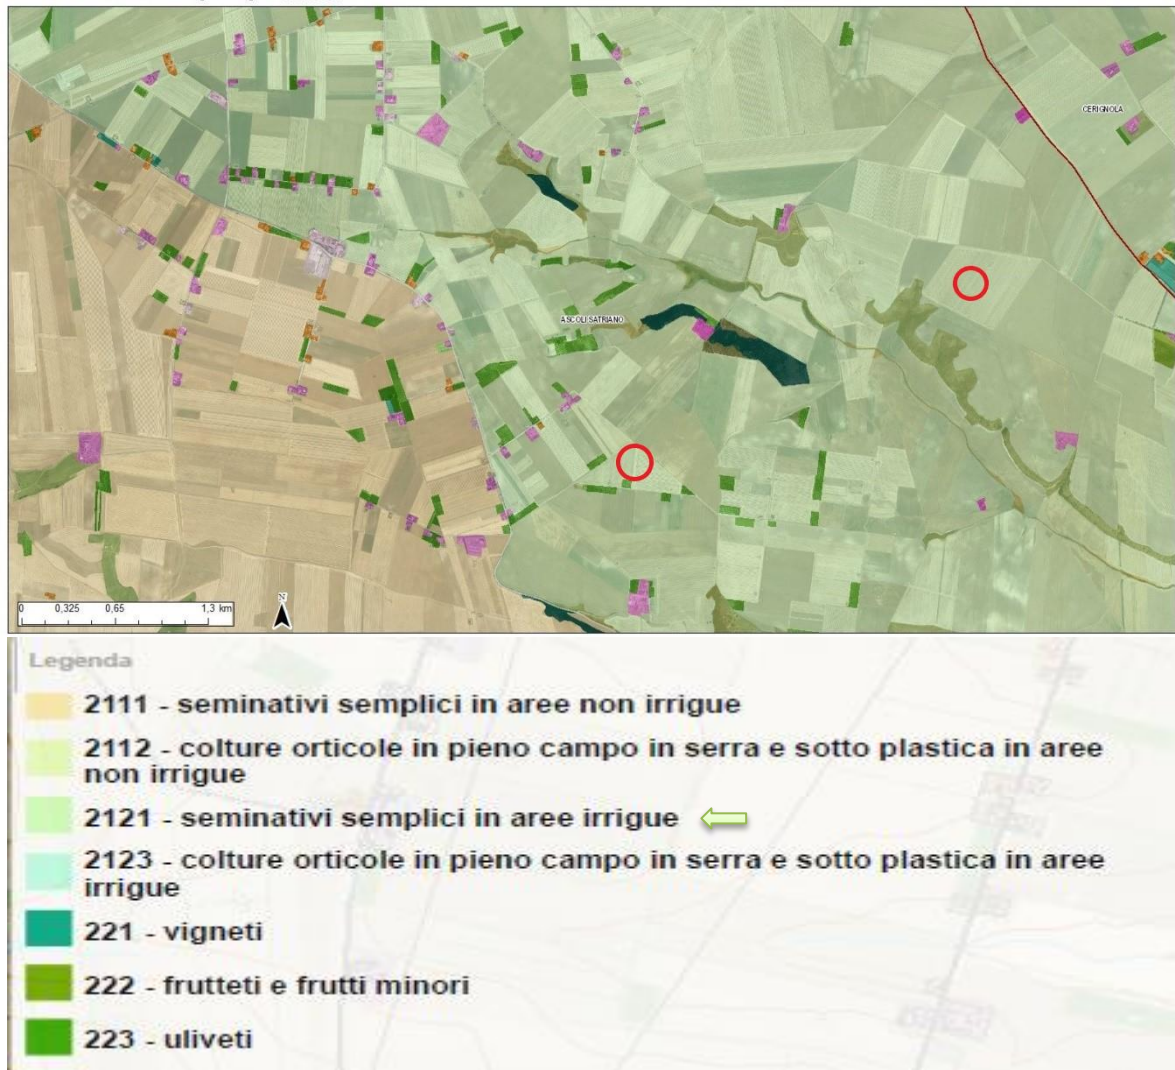 CERIGNOLA
ASCOLI SATRIANO
N
0 0,325 0,65 1,3 km
Legenda
2111 - seminativi semplici in aree non irrigue
2112 - colture orticole in pieno campo in serra e sotto plastica in aree
non irrigue
2121 - seminativi semplici in aree irrigue
2123 - colture orticole in pieno campo in serra e sotto plastica in aree
irrigue
221 - vigneti
222 - frutteti e frutti minori
223 - uliveti